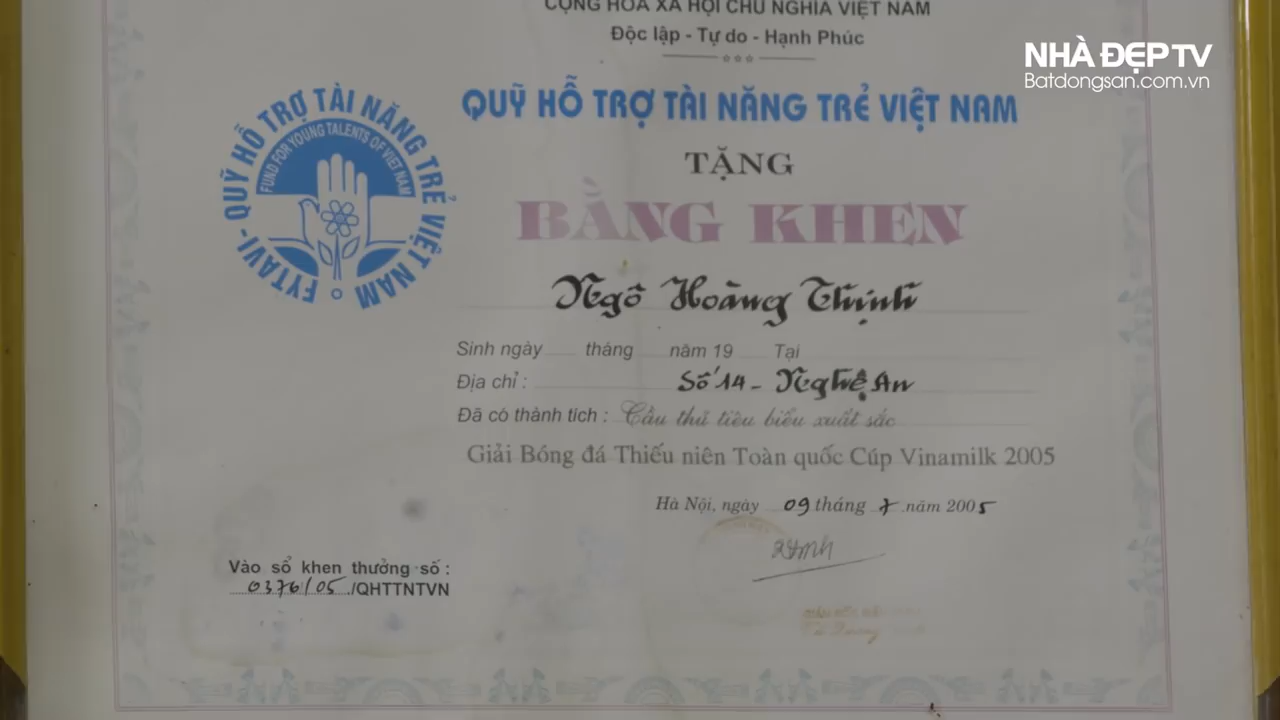 CỘNG HÒA XÃ HỘI CHỦ NGHĨA VIỆT NAM
Độc lập - Tự do - Hạnh Phúc
NHÀ ĐẸP TV
Batdongsan.com.vn
FYTAVI - QUỸ HỖ TRỢ TÀI NĂNG TRẺ VIỆT NAM
FUND FOR YOUNG TALENTS OF VIET NAM
QUỸ HỖ TRỢ TÀI NĂNG TRẺ VIỆT NAM
TẶNG
BẰNG KHEN
Ngô Hoàng Thịnh
Sinh ngày tháng năm 19 Tại
Địa chỉ : Số 14 - Nghệ An
Đã có thành tích : Cầu thủ tiêu biểu xuất sắc
Giải Bóng đá Thiếu niên Toàn quốc Cúp Vinamilk 2005
Hà Nội, ngày 09 tháng 7 năm 2005
Vào sổ khen thưởng số :
0376/05./QHTTNTVN